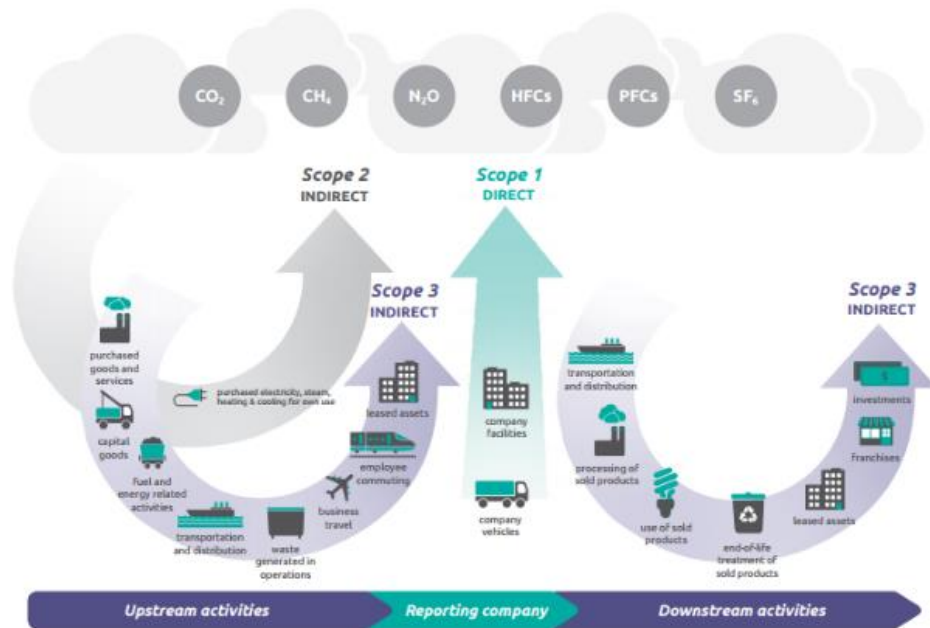 CO₂
CH₄
N₂O
HFCs
PFCs
SF₆
Scope 2
INDIRECT
Scope 1
DIRECT
Scope 3
INDIRECT
Scope 3
INDIRECT
purchased
goods and
services
capital
goods
fuel and
energy related
activities
transportation
and distribution
waste
generated in
operations
business
travel
employee
commuting
leased assets
purchased electricity, steam,
heating & cooling for own use
company
facilities
company
vehicles
transportation
and distribution
processing of
sold products
use of sold
products
end-of-life
treatment of
sold products
leased assets
franchises
investments
$
Upstream activities
Reporting company
Downstream activities